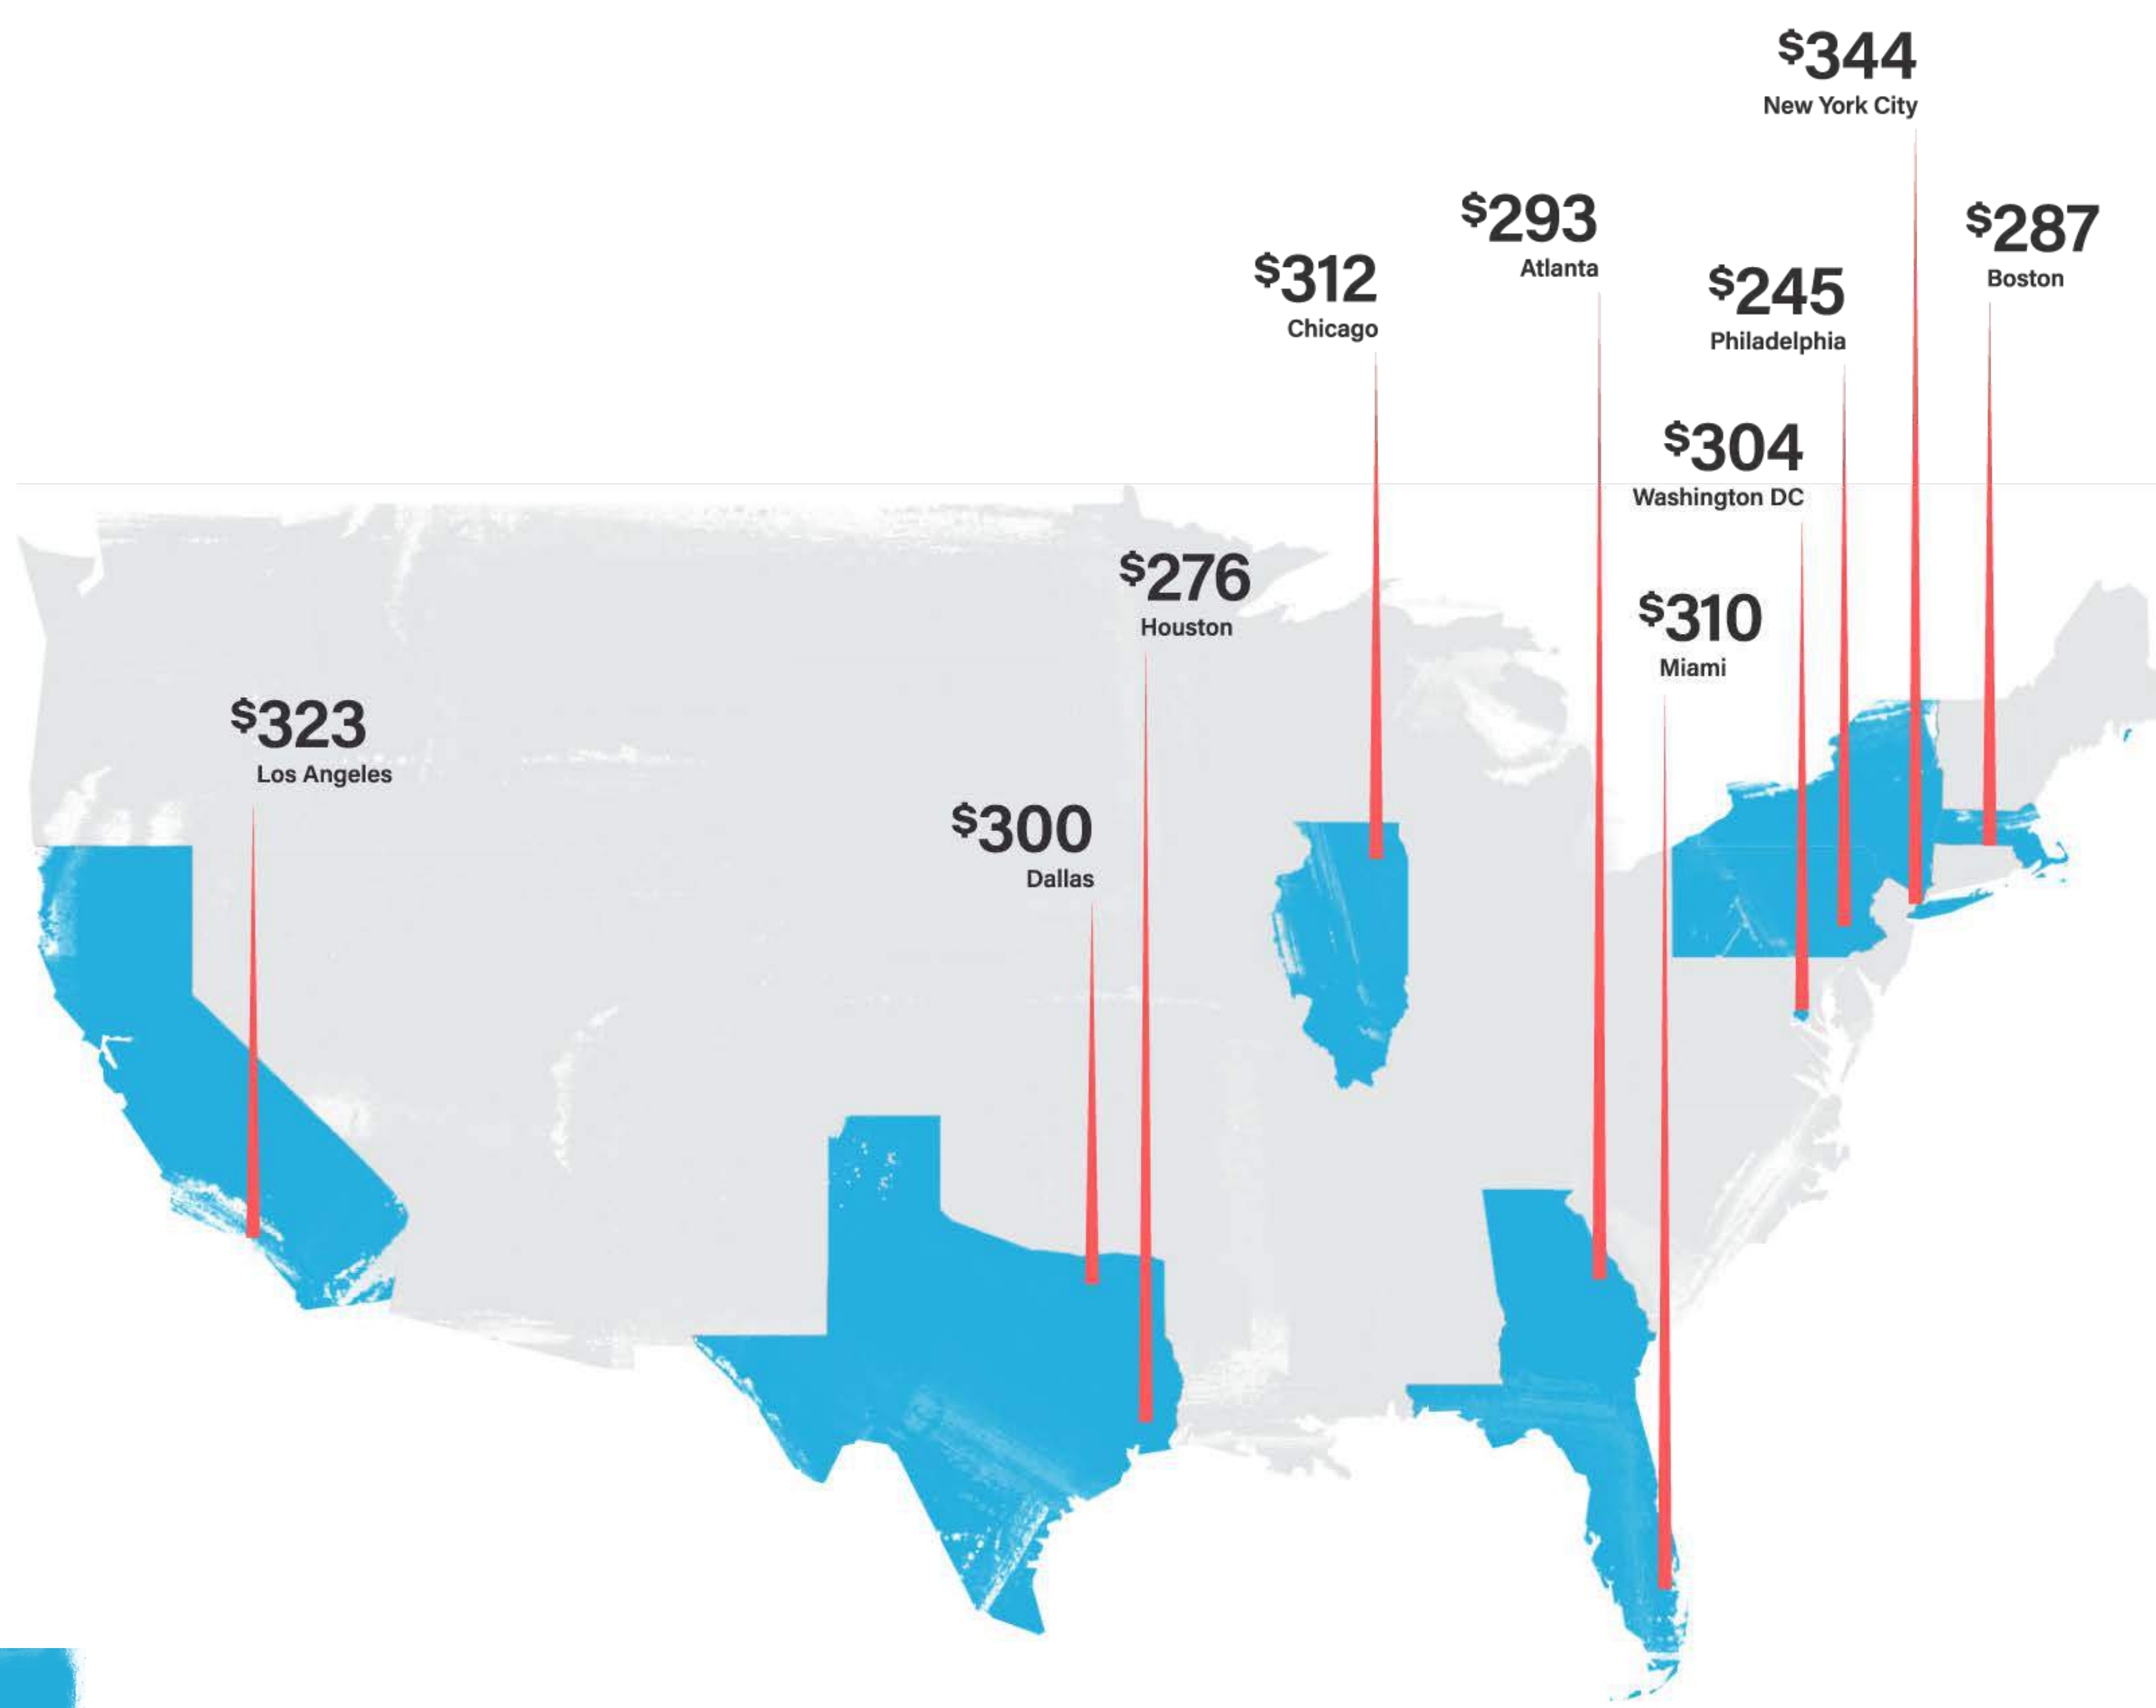 $344
New York City
$293
Atlanta
$287
Boston
$312
Chicago
$245
Philadelphia
$304
Washington DC
$276
Houston
$310
Miami
$323
Los Angeles
$300
Dallas